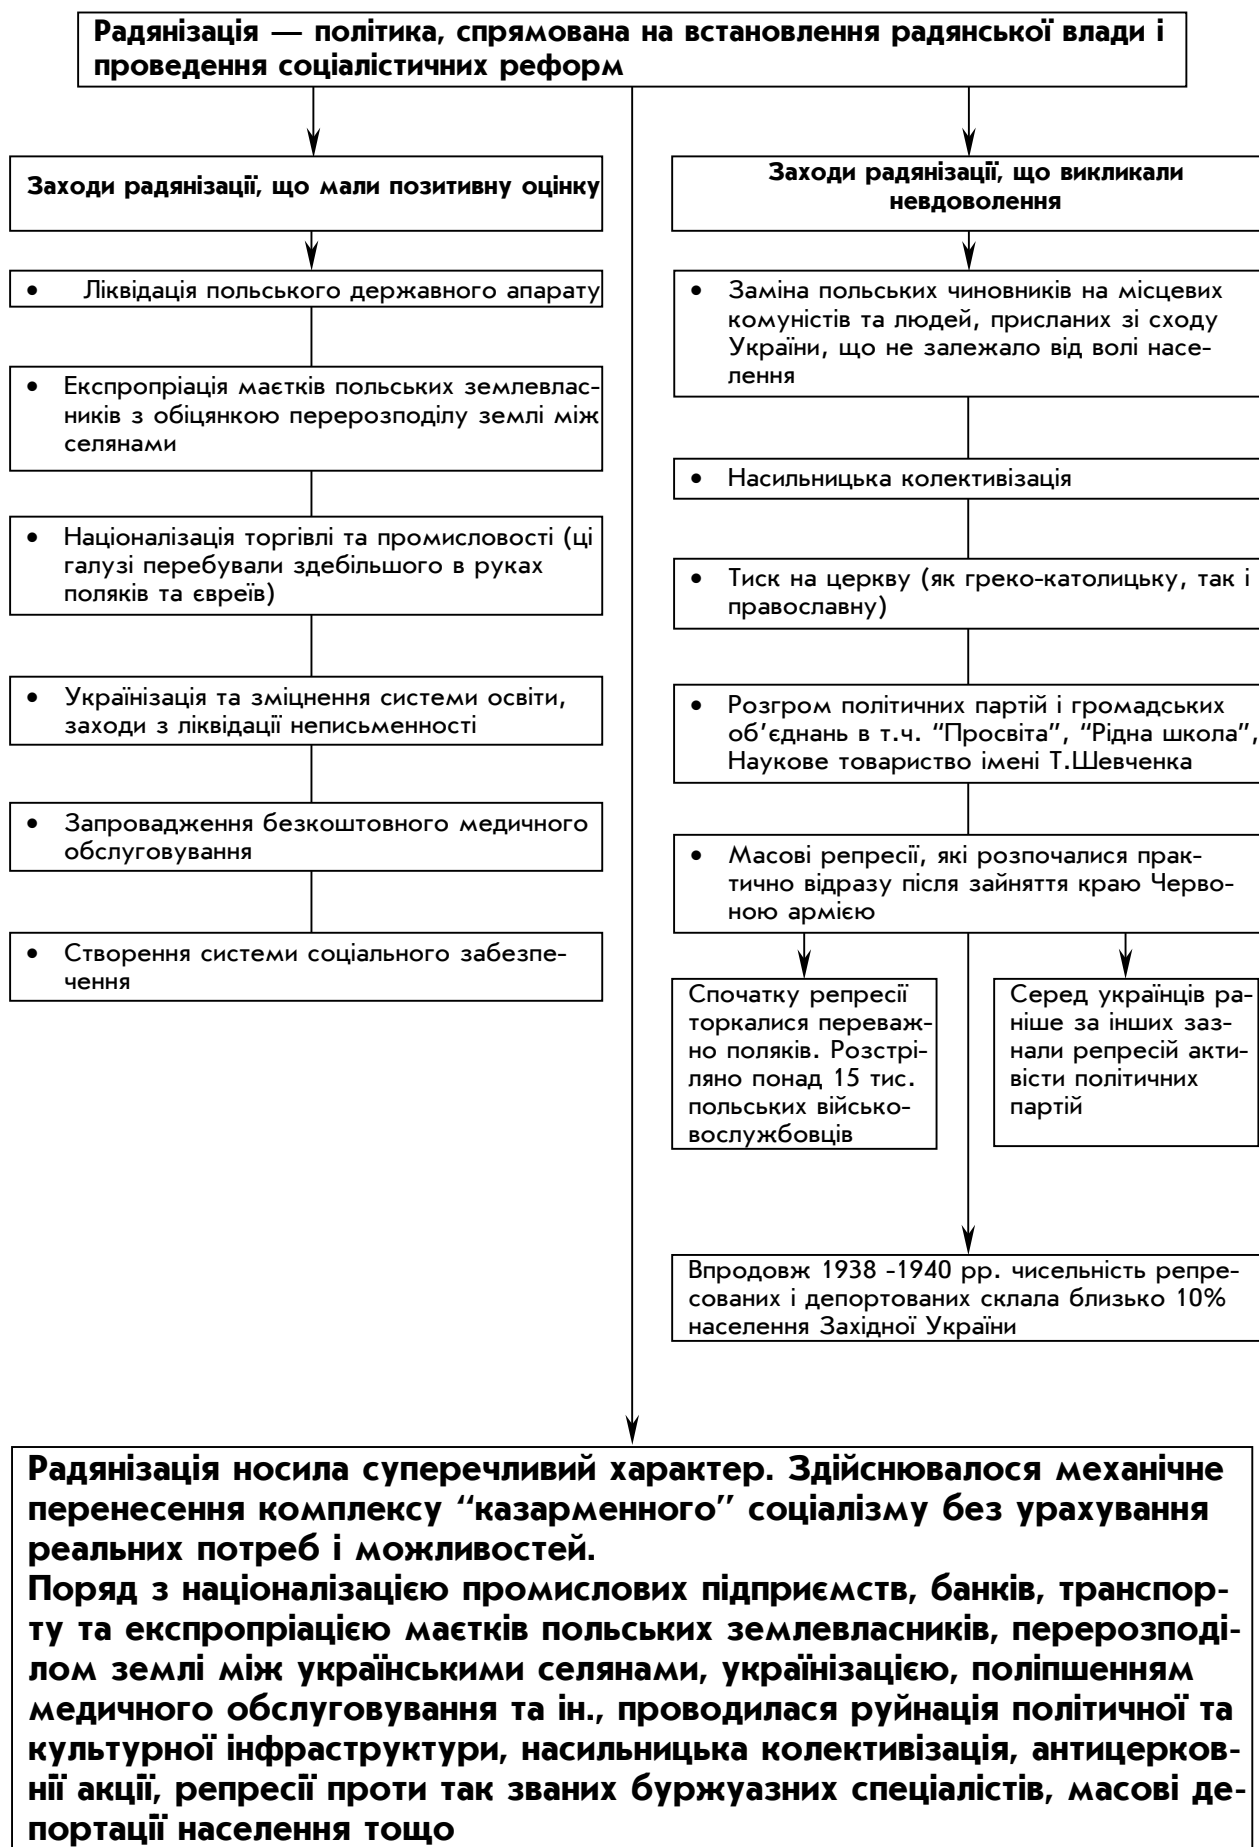 Радянізація — політика, спрямована на встановлення радянської влади і
проведення соціалістичних реформ
Заходи радянізації, що мали позитивну оцінку
• Ліквідація польського державного апарату
• Експропріація маєтків польських землевлас-
ників з обіцянкою перерозподілу землі між
селянами
• Націоналізація торгівлі та промисловості (ці
галузі перебували здебільшого в руках
поляків та євреїв)
• Українізація та зміцнення системи освіти,
заходи з ліквідації неписьменності
• Запровадження безкоштовного медичного
обслуговування
• Створення системи соціального забезпе-
чення
Заходи радянізації, що викликали
невдоволення
• Заміна польських чиновників на місцевих
комуністів та людей, присланих зі сходу
України, що не залежало від волі насе-
лення
• Насильницька колективізація
• Тиск на церкву (як греко-католицьку, так і
православну)
• Розгром політичних партій і громадських
об’єднань в т.ч. “Просвіта”, “Рідна школа”,
Наукове товариство імені Т.Шевченка
• Масові репресії, які розпочалися прак-
тично відразу після зайняття краю Черво-
ною армією
Спочатку репресії
торкалися переваж-
но поляків. Розстрі-
ляно понад 15 тис.
польських військо-
вослужбовців
Серед українців ра-
ніше за інших заз-
нали репресій акти-
вісти політичних
партій
Впродовж 1938 -1940 рр. чисельність репре-
сованих і депортованих склала близько 10%
населення Західної України
Радянізація носила суперечливий характер. Здійснювалося механічне
перенесення комплексу “казарменного” соціалізму без урахування
реальних потреб і можливостей.
Поряд з націоналізацією промислових підприємств, банків, транспор-
ту та експропріацією маєтків польських землевласників, перерозподі-
лом землі між українськими селянами, українізацією, поліпшенням
медичного обслуговування та ін., проводилася руйнація політичної та
культурної інфраструктури, насильницька колективізація, антицерков-
нії акції, репресії проти так званих буржуазних спеціалістів, масові де-
портації населення тощо